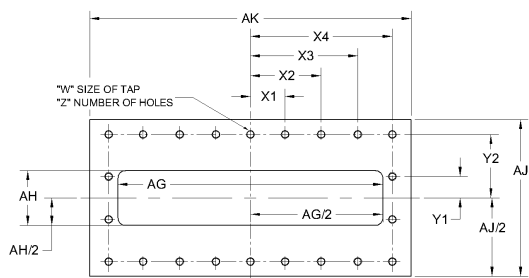 AK
X4
X3
X2
X1
"W" SIZE OF TAP
"Z" NUMBER OF HOLES
AH
AG
AG/2
AH/2
Y2
Y1
AJ
AJ/2